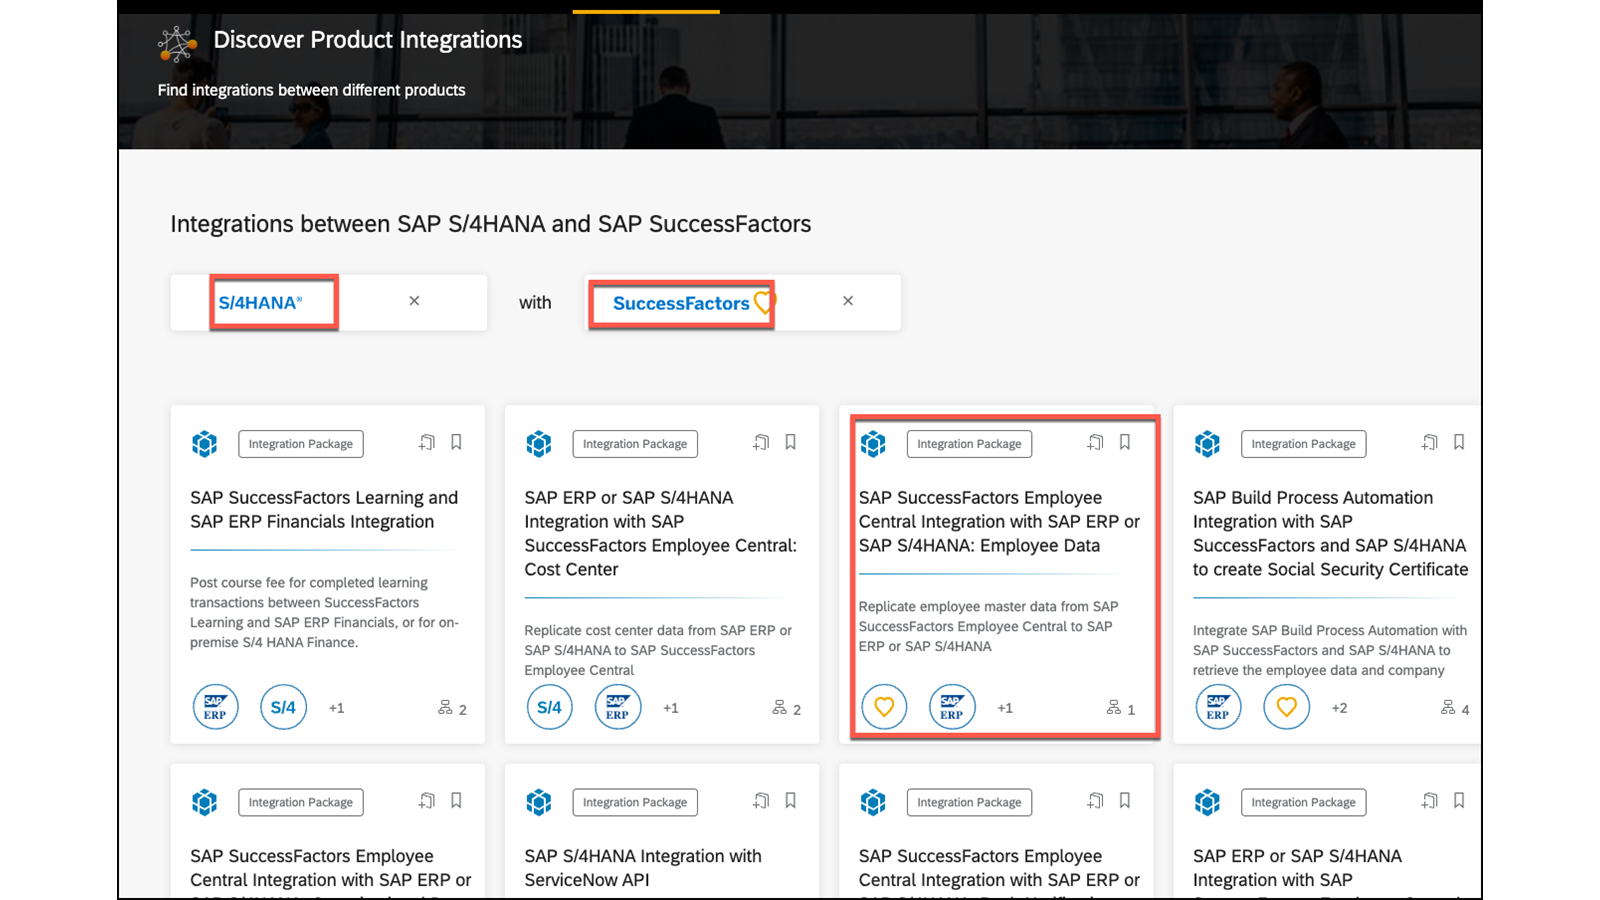 Discover Product Integrations
Find integrations between different products
Integrations between SAP S/4HANA and SAP SuccessFactors
S/4HANA®
with
SuccessFactors
Integration Package
SAP SuccessFactors Learning and
SAP ERP Financials Integration
Post course fee for completed learning
transactions between SuccessFactors
Learning and SAP ERP Financials, or for on-
premise S/4 HANA Finance.
SAP ERP
S/4
+1
2
Integration Package
SAP ERP or SAP S/4HANA
Integration with SAP
SuccessFactors Employee Central:
Cost Center
Replicate cost center data from SAP ERP or
SAP S/4HANA to SAP SuccessFactors
Employee Central
S/4
SAP ERP
+1
2
Integration Package
SAP SuccessFactors Employee
Central Integration with SAP ERP or
SAP S/4HANA: Employee Data
Replicate employee master data from SAP
SuccessFactors Employee Central to SAP
ERP or SAP S/4HANA
SAP ERP
+1
1
Integration Package
SAP Build Process Automation
Integration with SAP
SuccessFactors and SAP S/4HANA
to create Social Security Certificate
Integrate SAP Build Process Automation with
SAP SuccessFactors and SAP S/4HANA to
retrieve the employee data and company
SAP ERP
+2
4
Integration Package
SAP SuccessFactors Employee
Central Integration with SAP ERP or
Integration Package
SAP S/4HANA Integration with
ServiceNow API
Integration Package
SAP SuccessFactors Employee
Central Integration with SAP ERP or
Integration Package
SAP ERP or SAP S/4HANA
Integration with SAP